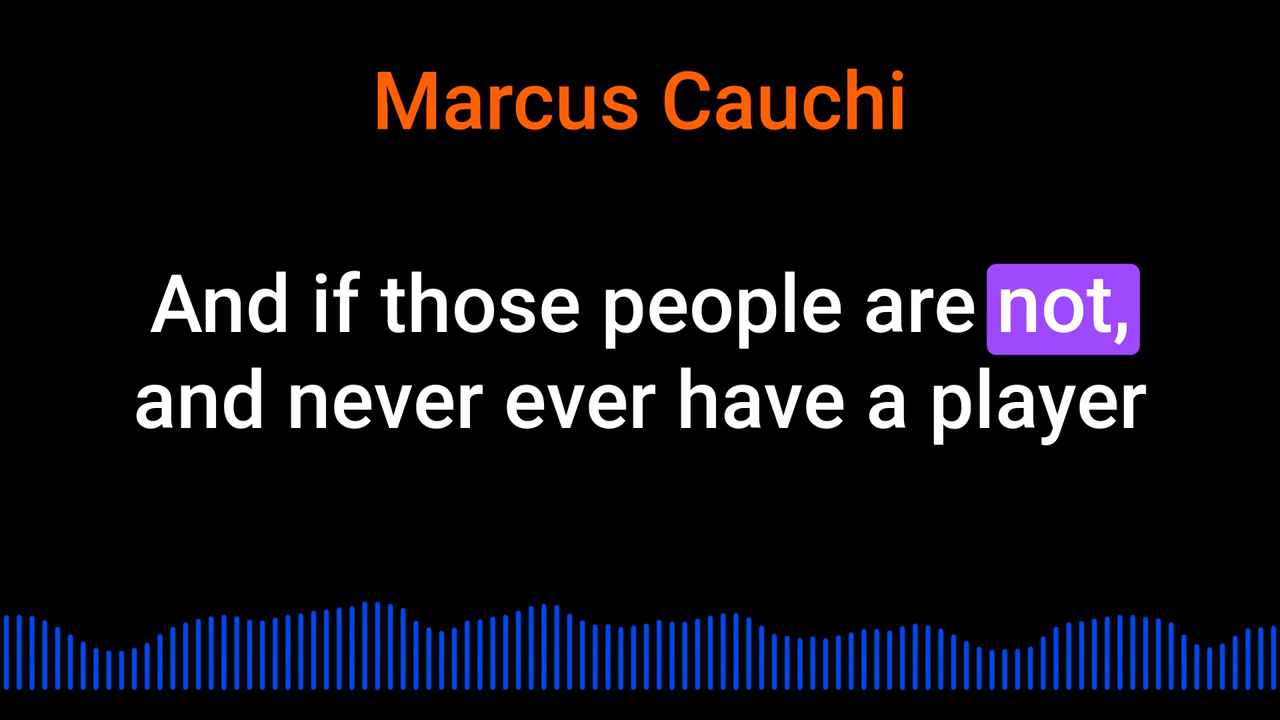 Marcus Cauchi
And if those people are not,
and never ever have a player